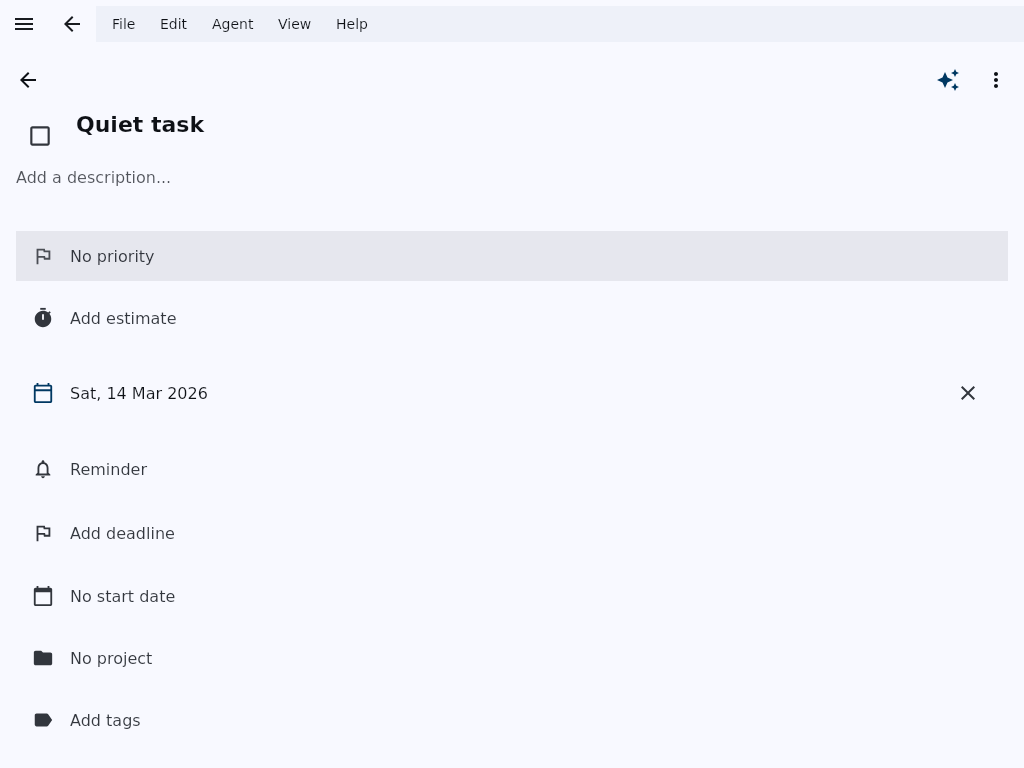 File Edit Agent View Help
Quiet task
Add a description...
No priority
Add estimate
Sat, 14 Mar 2026
Reminder
Add deadline
No start date
No project
Add tags